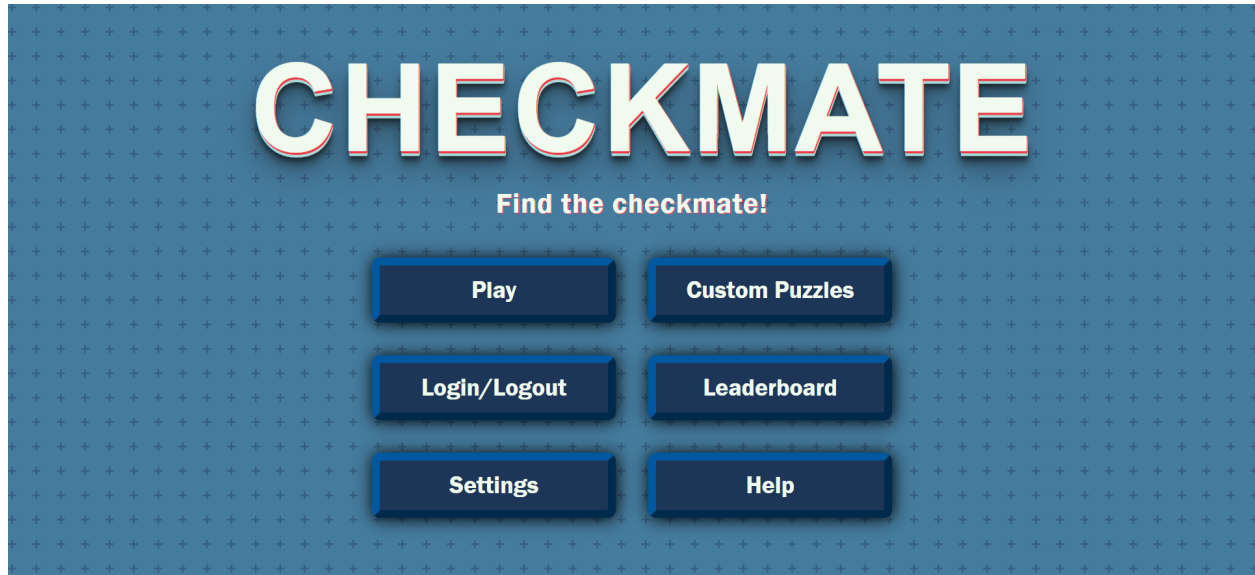 CHECKMATE
Find the checkmate!
Play
Custom Puzzles
Login/Logout
Leaderboard
Settings
Help